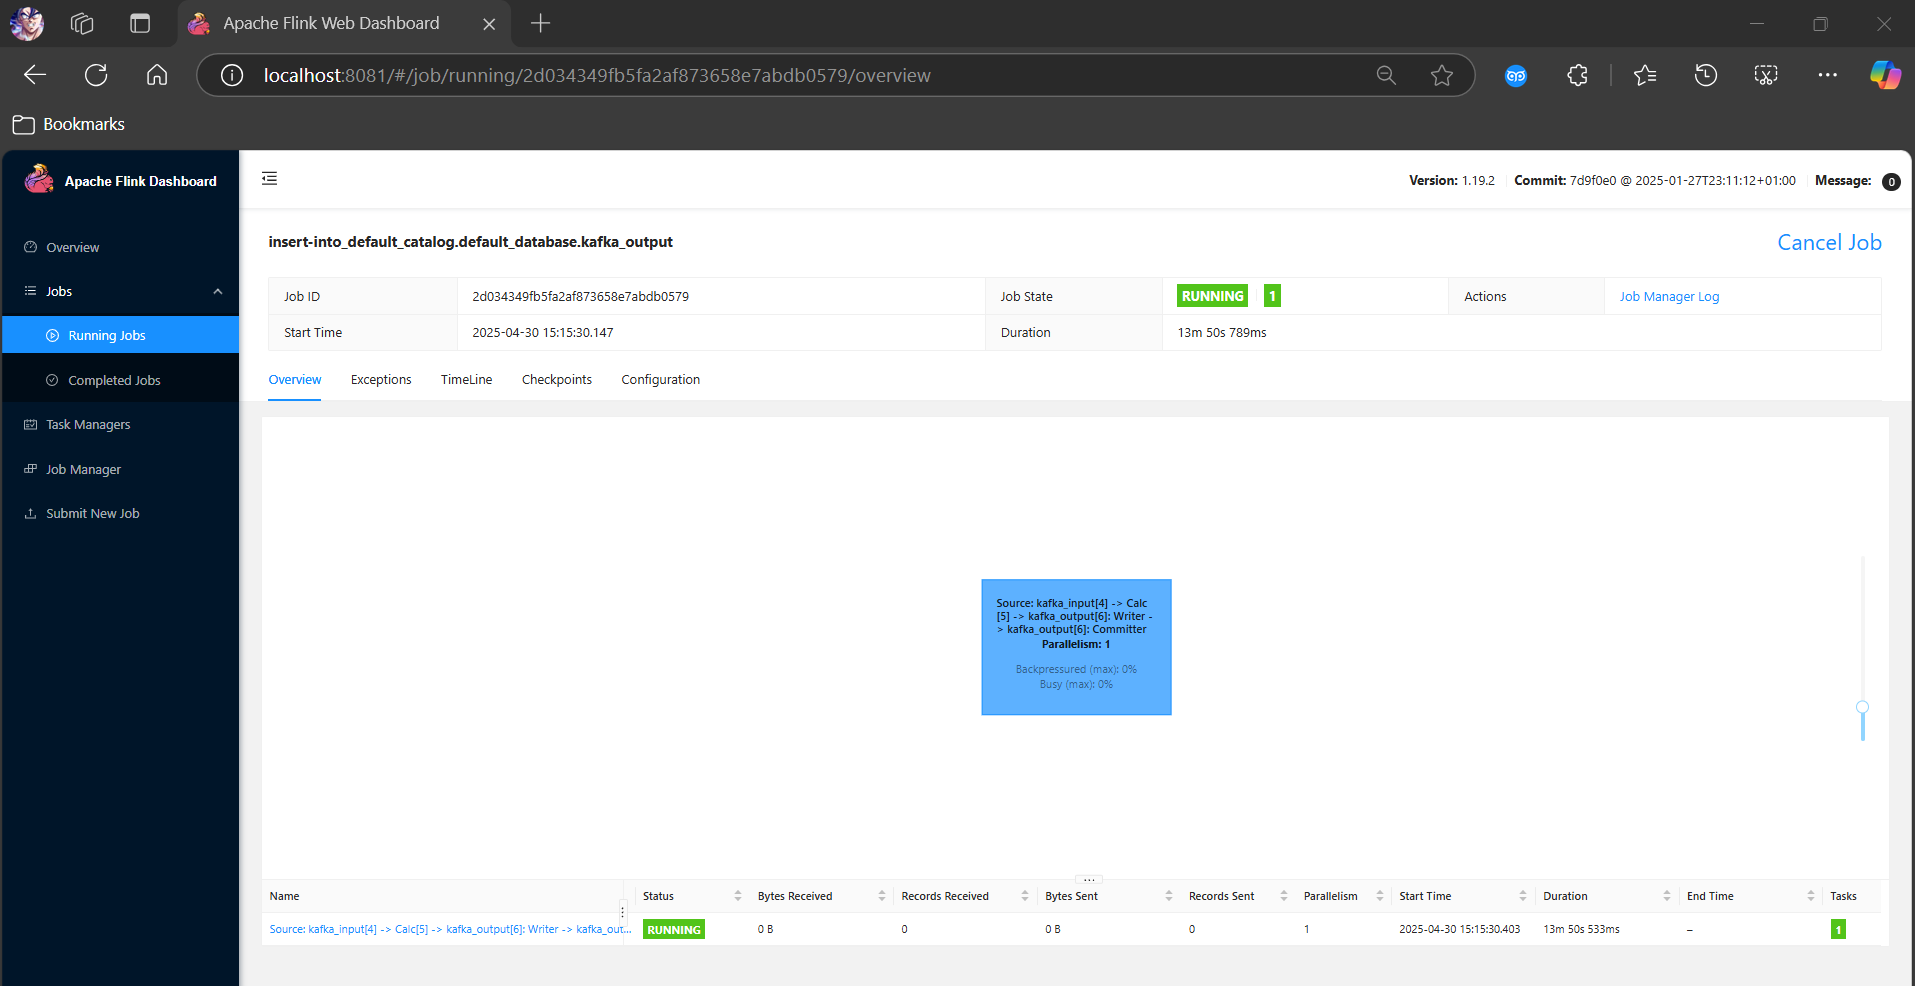 Apache Flink Web Dashboard
localhost:8081/#/job/running/2d034349fb5fa2af873658e7abdb0579/overview
Bookmarks
Apache Flink Dashboard
Version: 1.19.2 Commit: 7d9f0e0 @ 2025-01-27T23:11:12+01:00 Message: 0
Overview
Jobs
Running Jobs
Completed Jobs
Task Managers
Job Manager
Submit New Job
insert-into_default_catalog.default_database.kafka_output
Cancel Job
Job ID 2d034349fb5fa2af873658e7abdb0579 Job State RUNNING 1 Actions Job Manager Log
Start Time 2025-04-30 15:15:30.147 Duration 13m 50s 789ms
Overview Exceptions TimeLine Checkpoints Configuration
Source: kafka_input[4] -> Calc
[5] -> kafka_output[6]: Writer -
> kafka_output[6]: Committer
Parallelism: 1
Backpressured (max): 0%
Busy (max): 0%
Name Status Bytes Received Records Received Bytes Sent Records Sent Parallelism Start Time Duration End Time Tasks
Source: kafka_input[4] -> Calc[5] -> kafka_output[6]: Writer -> kafka_out... RUNNING 0 B 0 0 B 0 1 2025-04-30 15:15:30.403 13m 50s 533ms – 1